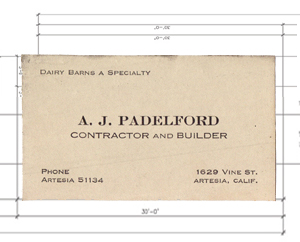 Dairy Barns a Specialty
A. J. PADELFORD
CONTRACTOR AND BUILDER
Phone
Artesia 51134
1629 Vine St.
Artesia, Calif.
30'-0"